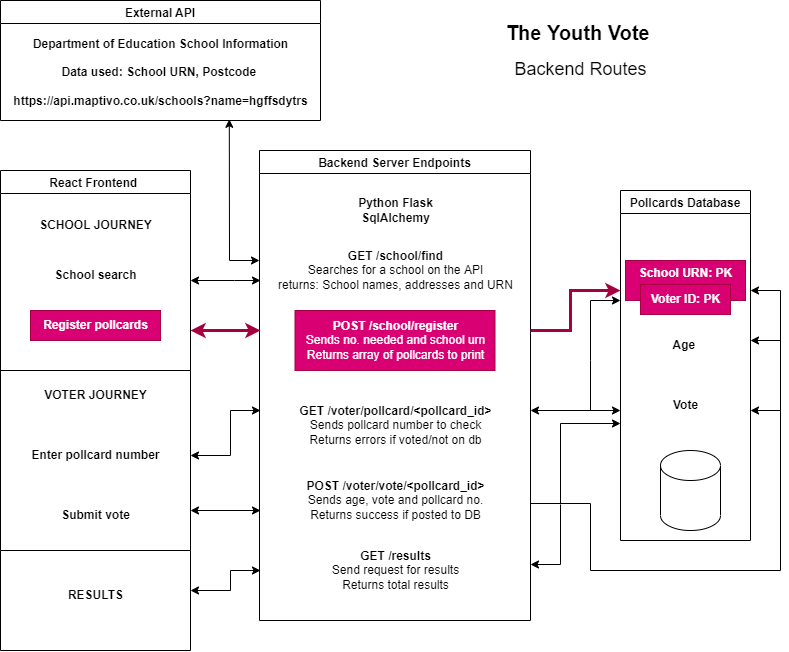 External API
Department of Education School Information
Data used: School URN, Postcode
https://api.maptivo.co.uk/schools?name=hgffsdytrs
The Youth Vote
Backend Routes
React Frontend
SCHOOL JOURNEY
School search
Register pollcards
VOTER JOURNEY
Enter pollcard number
Submit vote
RESULTS
Backend Server Endpoints
Python Flask
SqlAlchemy
GET /school/find
Searches for a school on the API
returns: School names, addresses and URN
POST /school/register
Sends no. needed and school urn
Returns array of pollcards to print
GET /voter/pollcard/<pollcard_id>
Sends pollcard number to check
Returns errors if voted/not on db
POST /voter/vote/<pollcard_id>
Sends age, vote and pollcard no.
Returns success if posted to DB
GET /results
Send request for results
Returns total results
Pollcards Database
School URN: PK
Voter ID: PK
Age
Vote